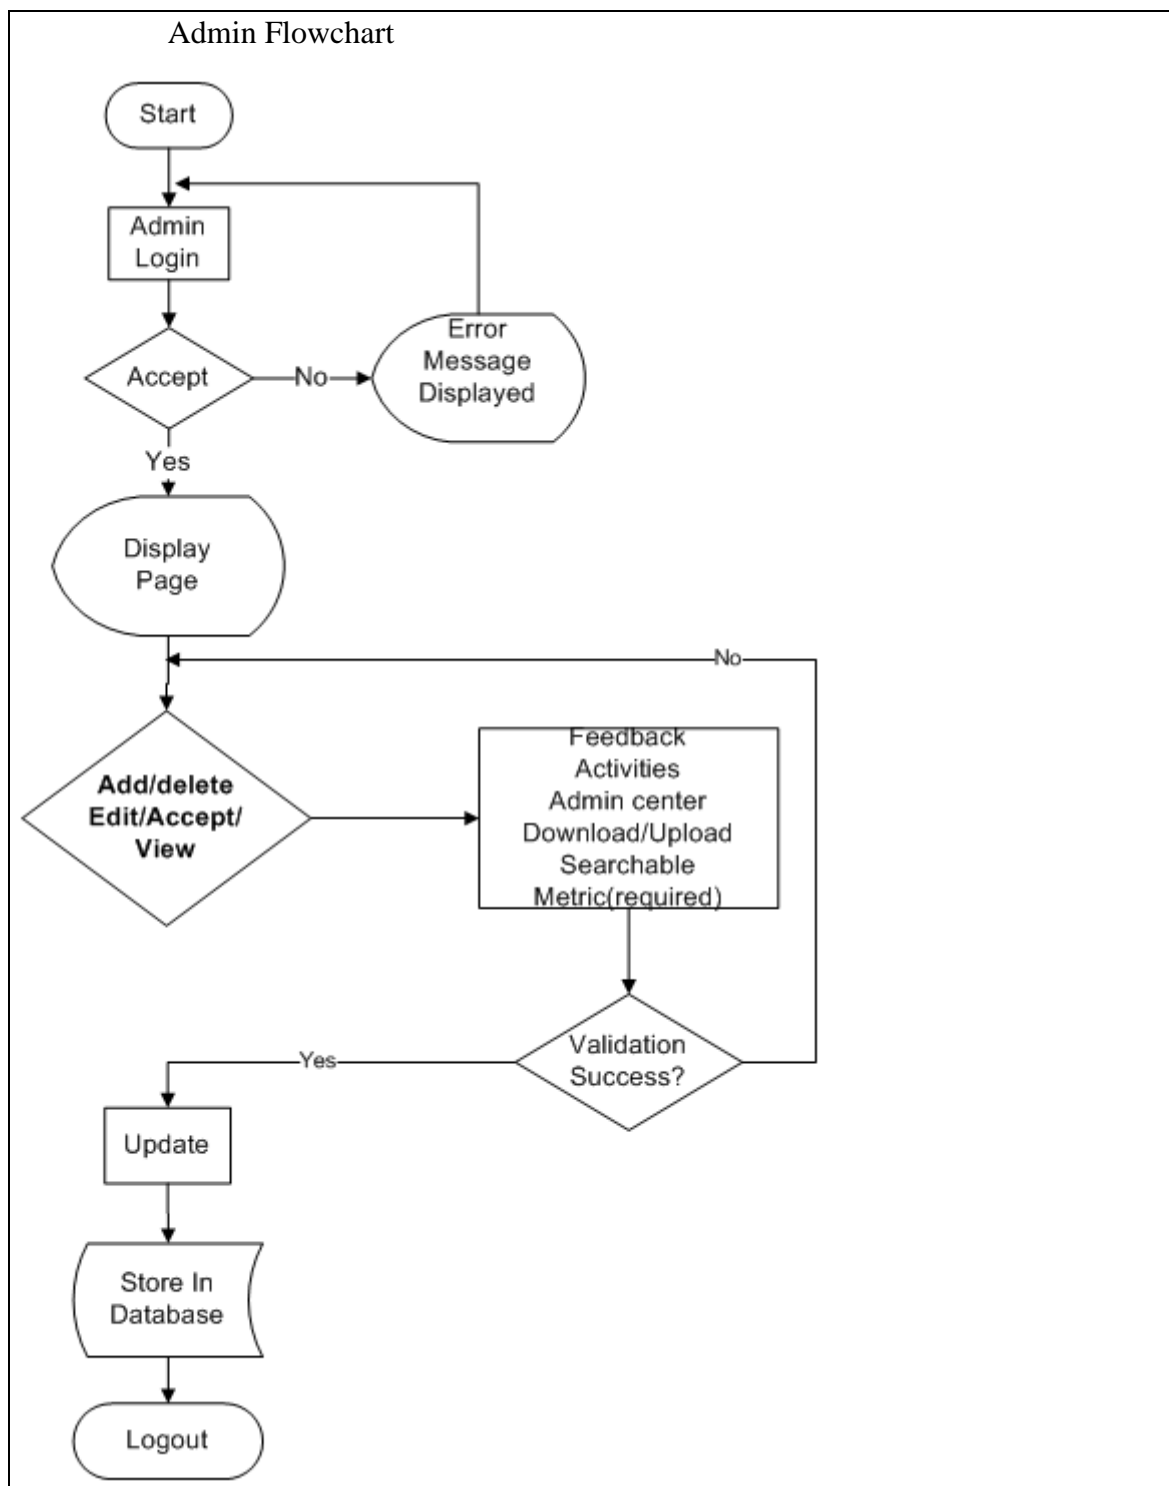 Admin Flowchart
Start
Admin
Login
Accept
No
Error
Message
Displayed
Yes
Display
Page
No
Add/delete
Edit/Accept/
View
Feedback
Activities
Admin center
Download/Upload
Searchable
Metric(required)
Validation
Success?
Yes
Update
Store In
Database
Logout